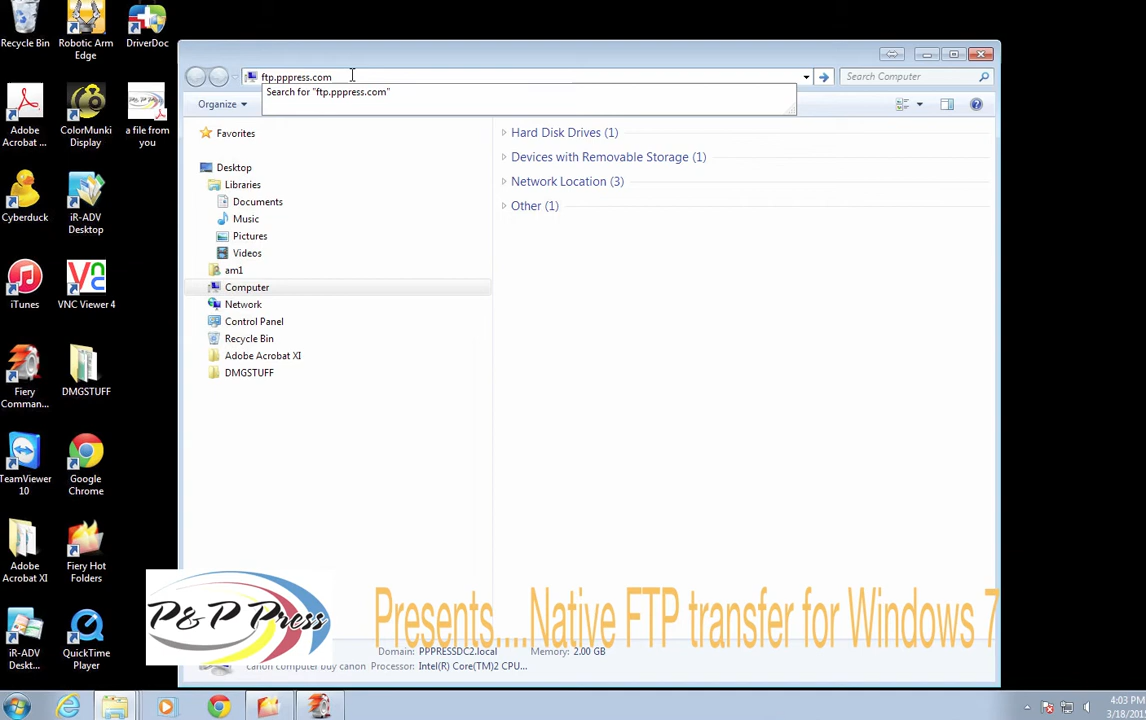 Recycle Bin
Robotic Arm
Edge
DriverDoc
Adobe
Acrobat ...
ColorMunki
Display
a file from
you
Cyberduck
iR-ADV
Desktop
iTunes
VNC Viewer 4
Fiery
Comman...
DMGSTUFF
TeamViewer
10
Google
Chrome
Adobe
Acrobat XI
Fiery Hot
Folders
iR-ADV
Deskt...
QuickTime
Player
ftp.pppress.com
Search Computer
Search for "ftp.pppress.com"
Organize
Favorites
Desktop
Libraries
Documents
Music
Pictures
Videos
am1
Computer
Network
Control Panel
Recycle Bin
Adobe Acrobat XI
DMGSTUFF
Hard Disk Drives (1)
Devices with Removable Storage (1)
Network Location (3)
Other (1)
P&P Press
Presents....Native FTP transfer for Windows 7
Domain: PPPRESSDC2.local
Memory: 2.00 GB
canon computer buy canon
Processor: Intel(R) Core(TM)2 CPU...
4:03 PM